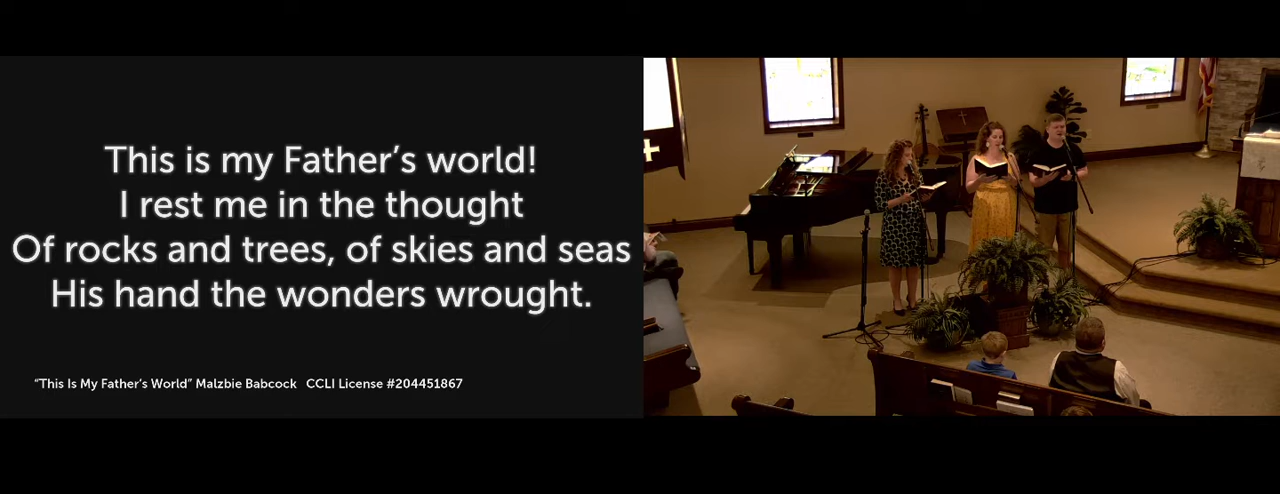 This is my Father’s world!
I rest me in the thought
Of rocks and trees, of skies and seas
His hand the wonders wrought.
“This Is My Father’s World” Malzbie Babcock   CCLI License #204451867